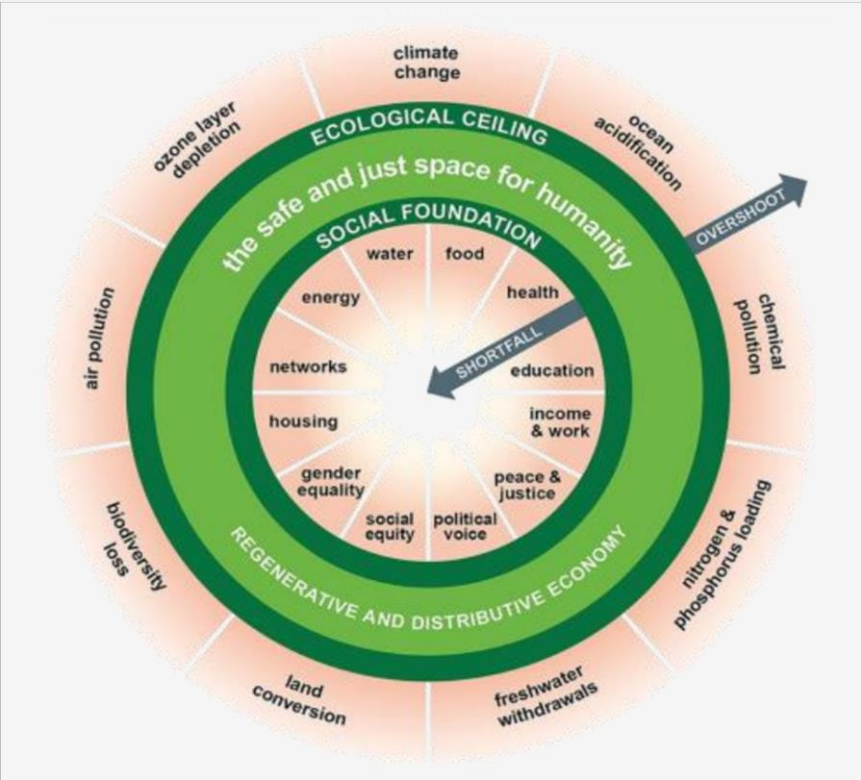 climate
change
ocean
acidification
OVERSHOOT
chemical
pollution
nitrogen &
phosphorus loading
freshwater
withdrawals
land
conversion
biodiversity
loss
air pollution
ozone layer
depletion
ECOLOGICAL CEILING
the safe and just space for humanity
SOCIAL FOUNDATION
water
food
health
SHORTFALL
education
income
& work
peace &
justice
political
voice
social
equity
gender
equality
housing
networks
energy
REGENERATIVE AND DISTRIBUTIVE ECONOMY